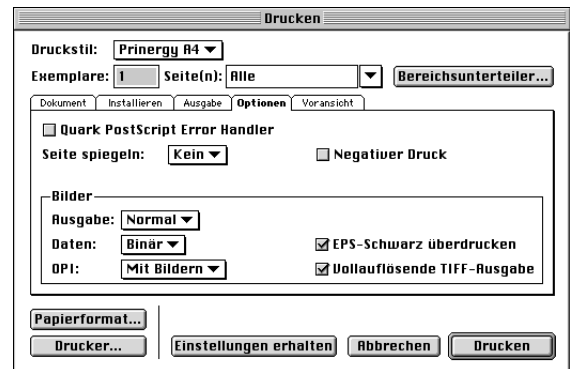 Drucken
Druckstil: Prinergy A4
Exemplare: 1 Seite(n): Alle Bereichsunterteiler...
Dokument Installieren Ausgabe Optionen Voransicht
Quark PostScript Error Handler
Seite spiegeln: Kein Negativer Druck
Bilder
Ausgabe: Normal
Daten: Binär EPS-Schwarz überdrucken
OPI: Mit Bildern Vollauflösende TIFF-Ausgabe
Papierformat...
Drucker... Einstellungen erhalten Abbrechen Drucken